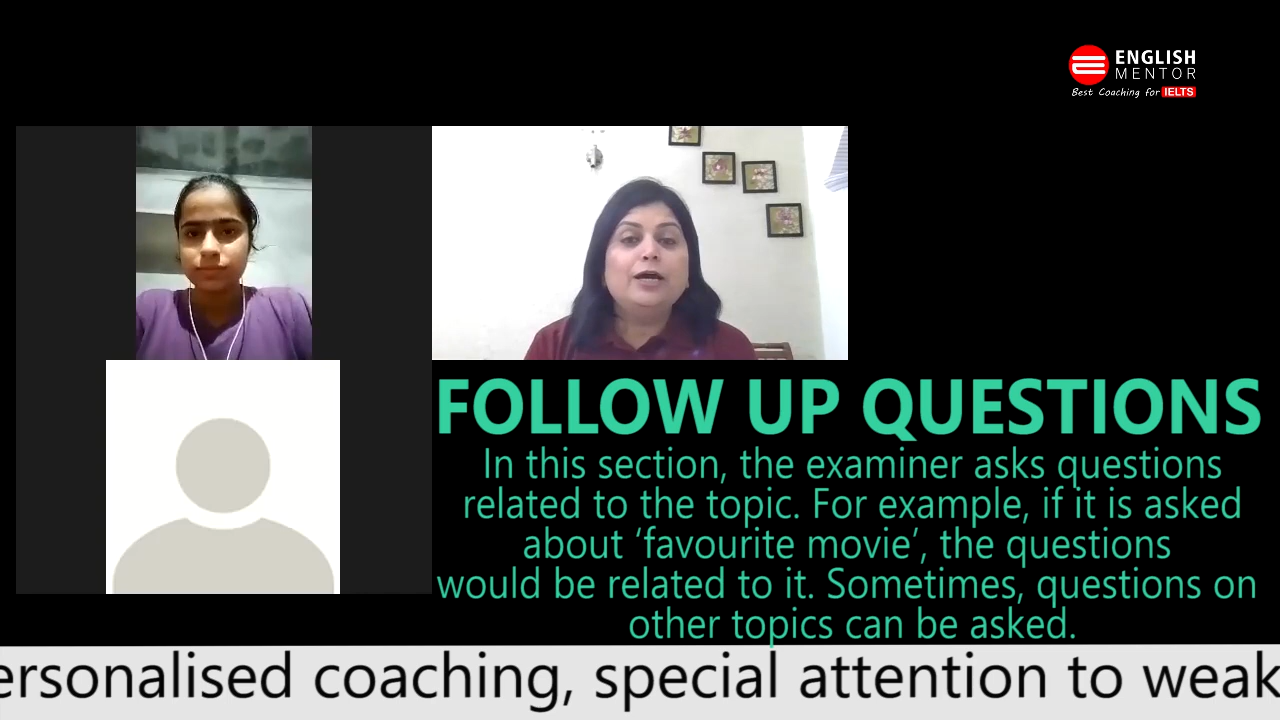 ENGLISH
MENTOR
Best Coaching for IELTS
FOLLOW UP QUESTIONS
In this section, the examiner asks questions
related to the topic. For example, if it is asked
about ‘favourite movie’, the questions
would be related to it. Sometimes, questions on
other topics can be asked.
ersonalised coaching, special attention to weak